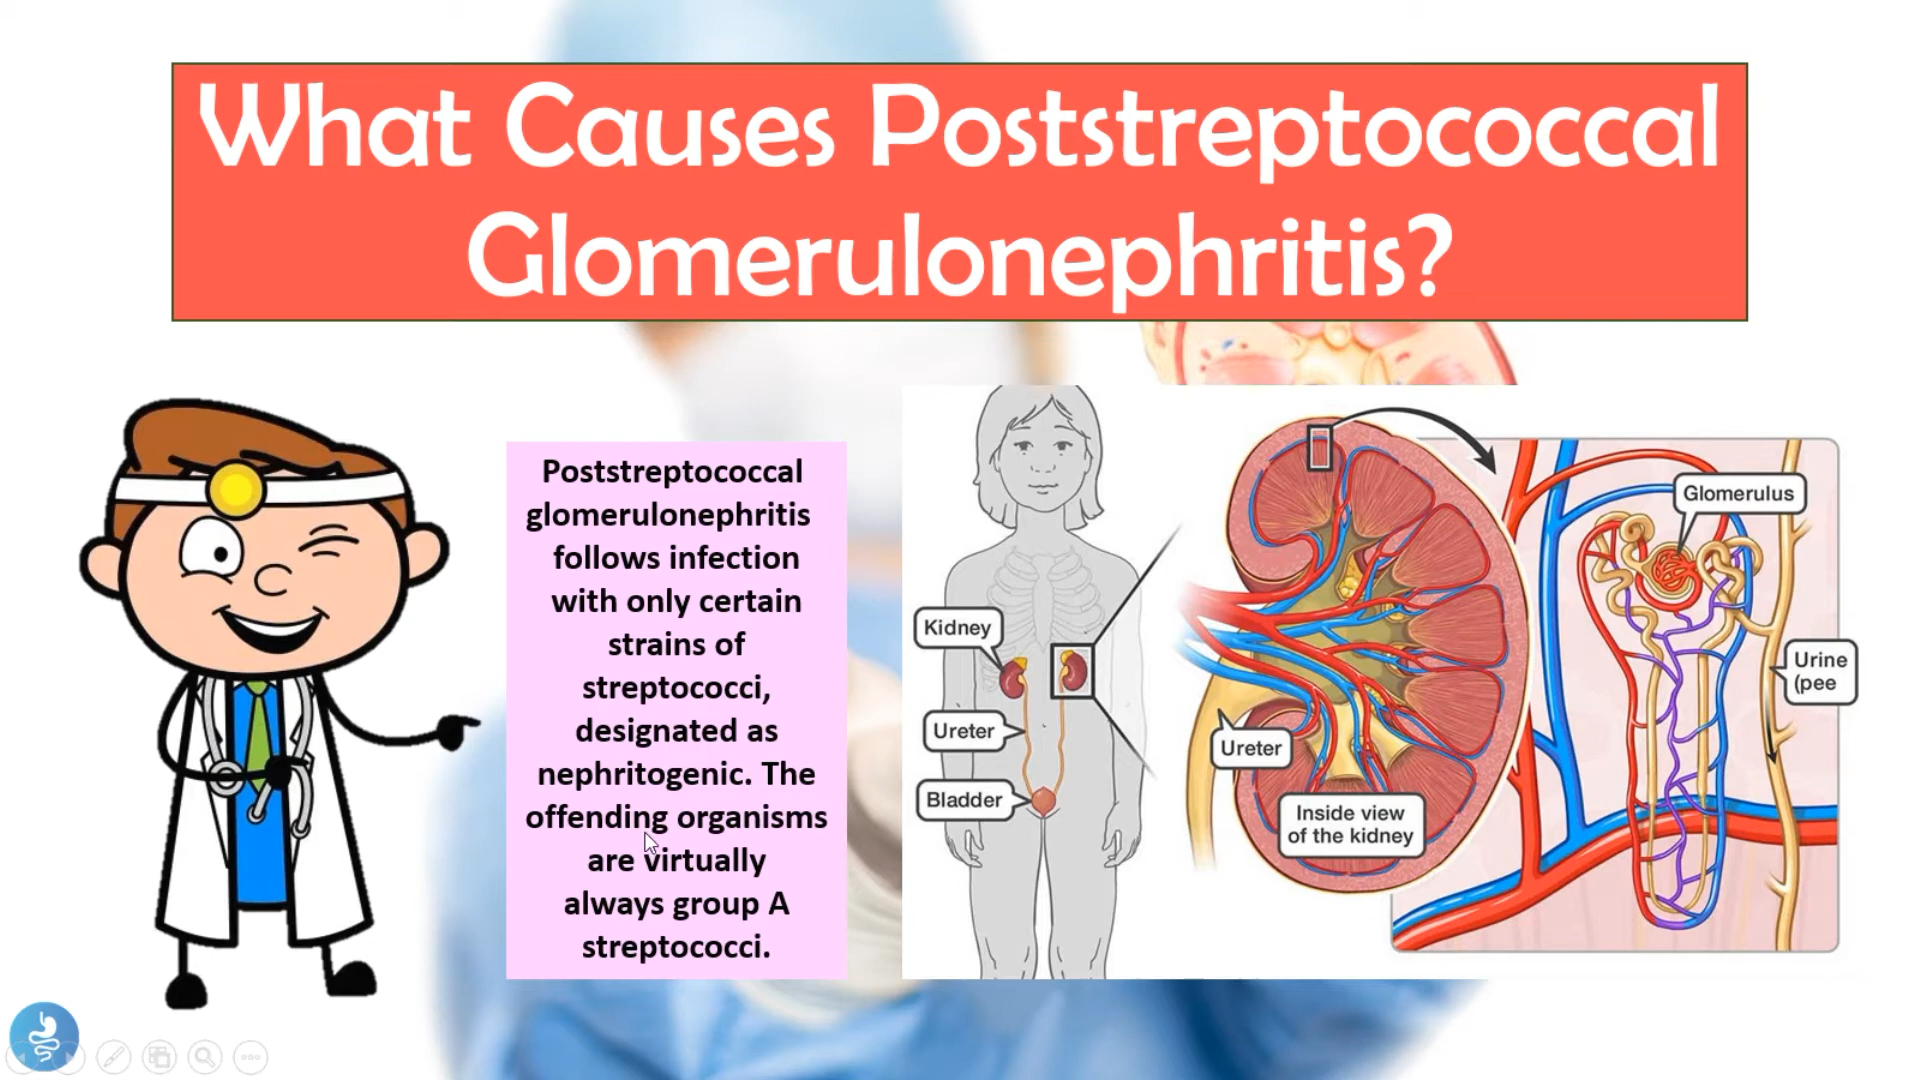 What Causes Poststreptococcal
Glomerulonephritis?
Poststreptococcal
glomerulonephritis
follows infection
with only certain
strains of
streptococci,
designated as
nephritogenic. The
offending organisms
are virtually
always group A
streptococci.
Kidney
Ureter
Bladder
Ureter
Inside view
of the kidney
Glomerulus
Urine
(pee